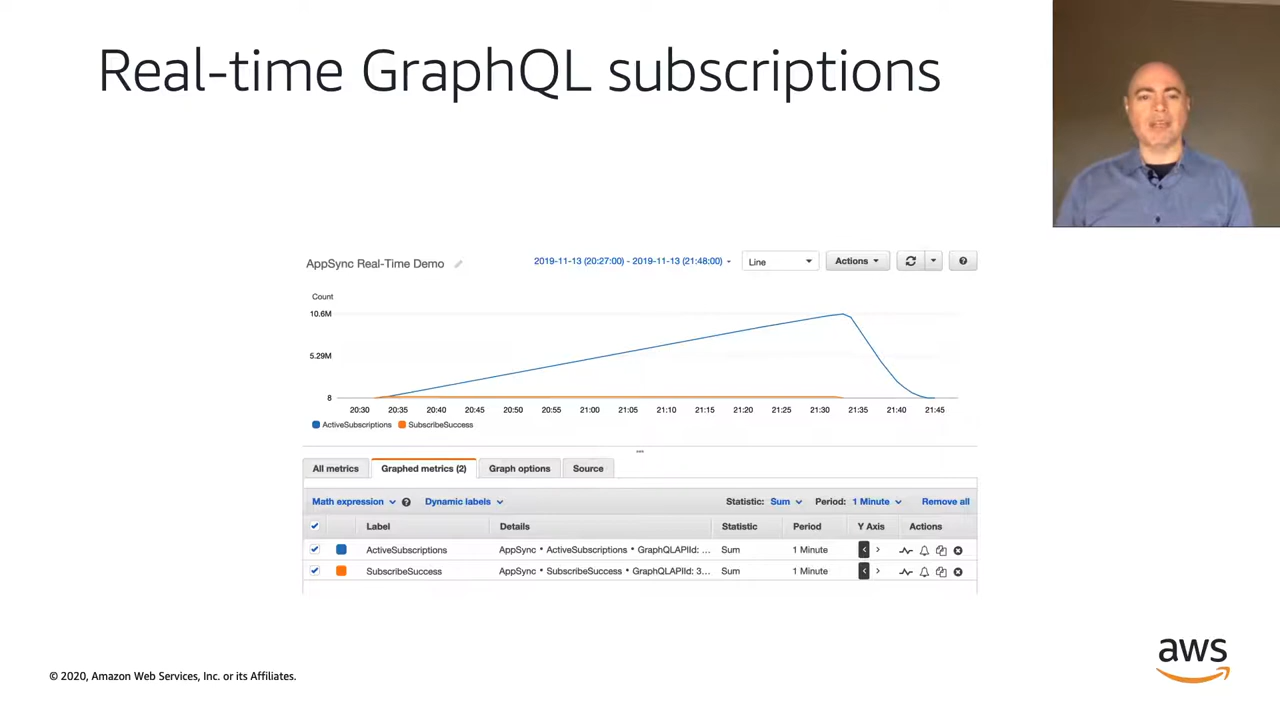 Real-time GraphQL subscriptions
AppSync Real-Time Demo
2019-11-13 (20:27:00) - 2019-11-13 (21:48:00)
Line
Actions
?
Count
10.6M
5.29M
8
20:30 20:35 20:40 20:45 20:50 20:55 21:00 21:05 21:10 21:15 21:20 21:25 21:30 21:35 21:40 21:45
ActiveSubscriptions SubscribeSuccess
All metrics Graphed metrics (2) Graph options Source
Math expression ? Dynamic labels Statistic: Sum Period: 1 Minute Remove all
Label Details Statistic Period Y Axis Actions
ActiveSubscriptions AppSync • ActiveSubscriptions • GraphQLAPIId: ... Sum 1 Minute < >
SubscribeSuccess AppSync • SubscribeSuccess • GraphQLAPIId: 3... Sum 1 Minute < >
© 2020, Amazon Web Services, Inc. or its Affiliates.
aws